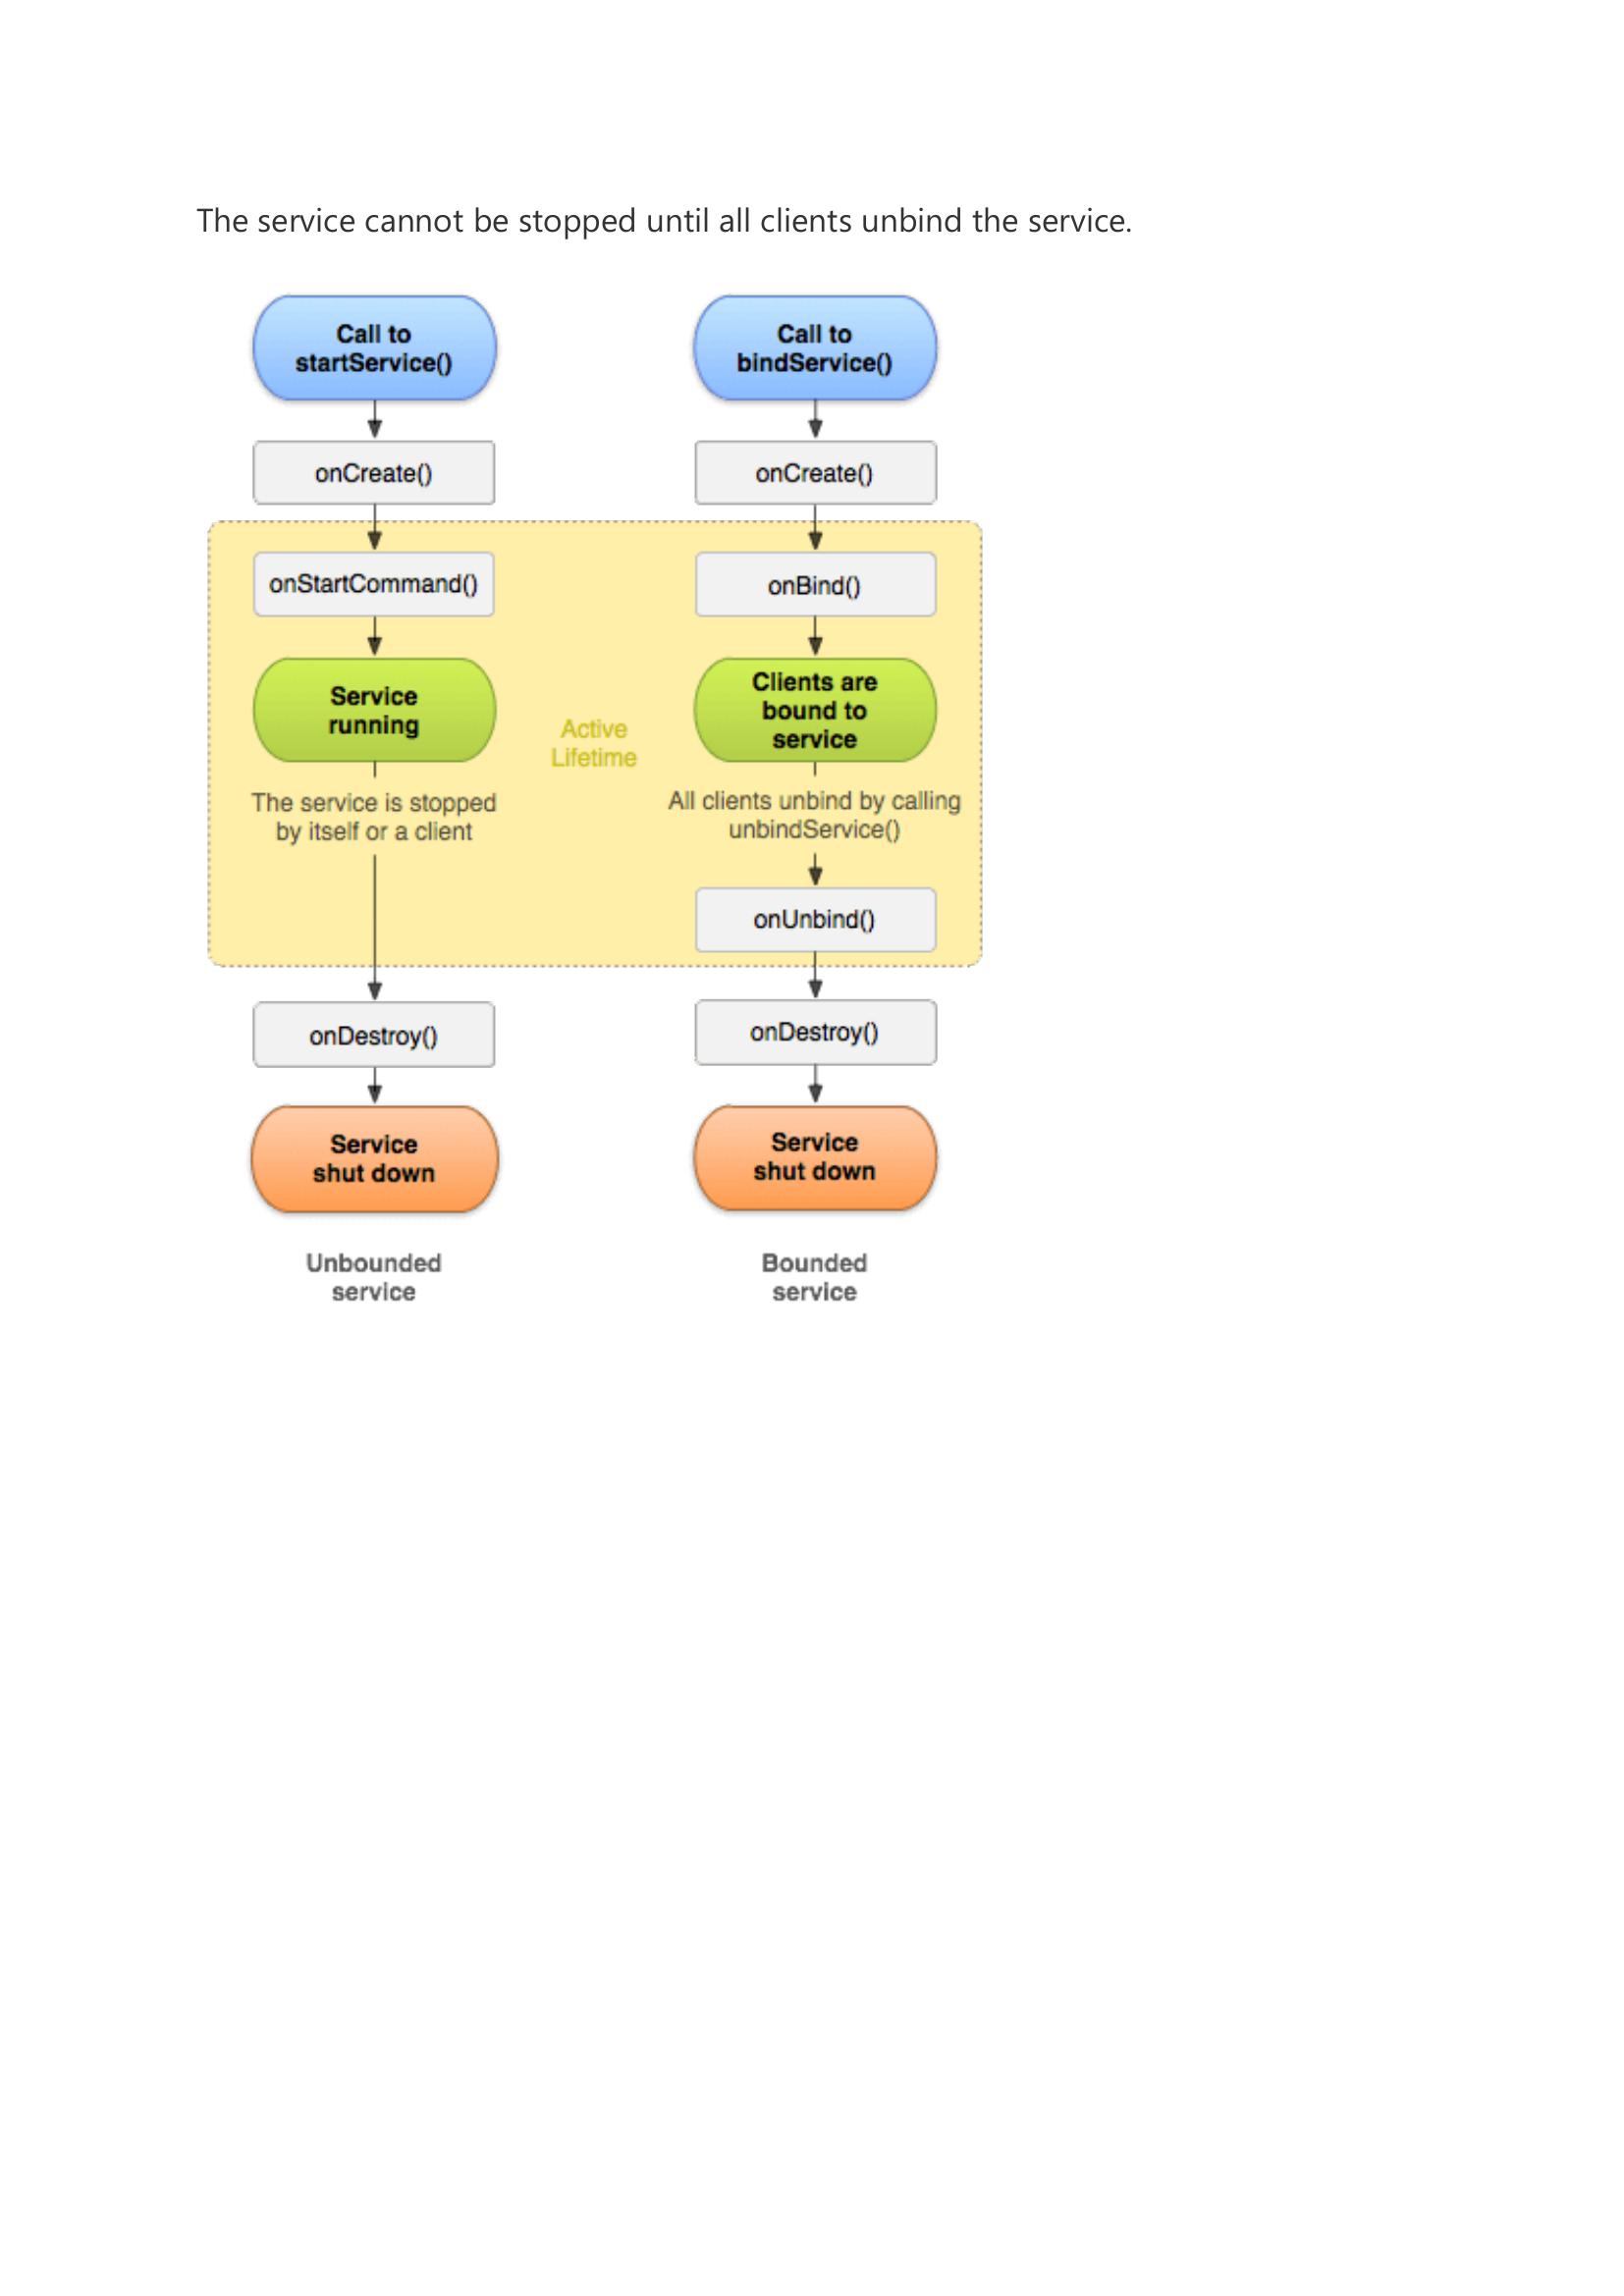 The service cannot be stopped until all clients unbind the service.
Call to
startService()
onCreate()
onStartCommand()
Service
running
The service is stopped
by itself or a client
onDestroy()
Service
shut down
Unbounded
service
Active
Lifetime
Call to
bindService()
onCreate()
onBind()
Clients are
bound to
service
All clients unbind by calling
unbindService()
onUnbind()
onDestroy()
Service
shut down
Bounded
service